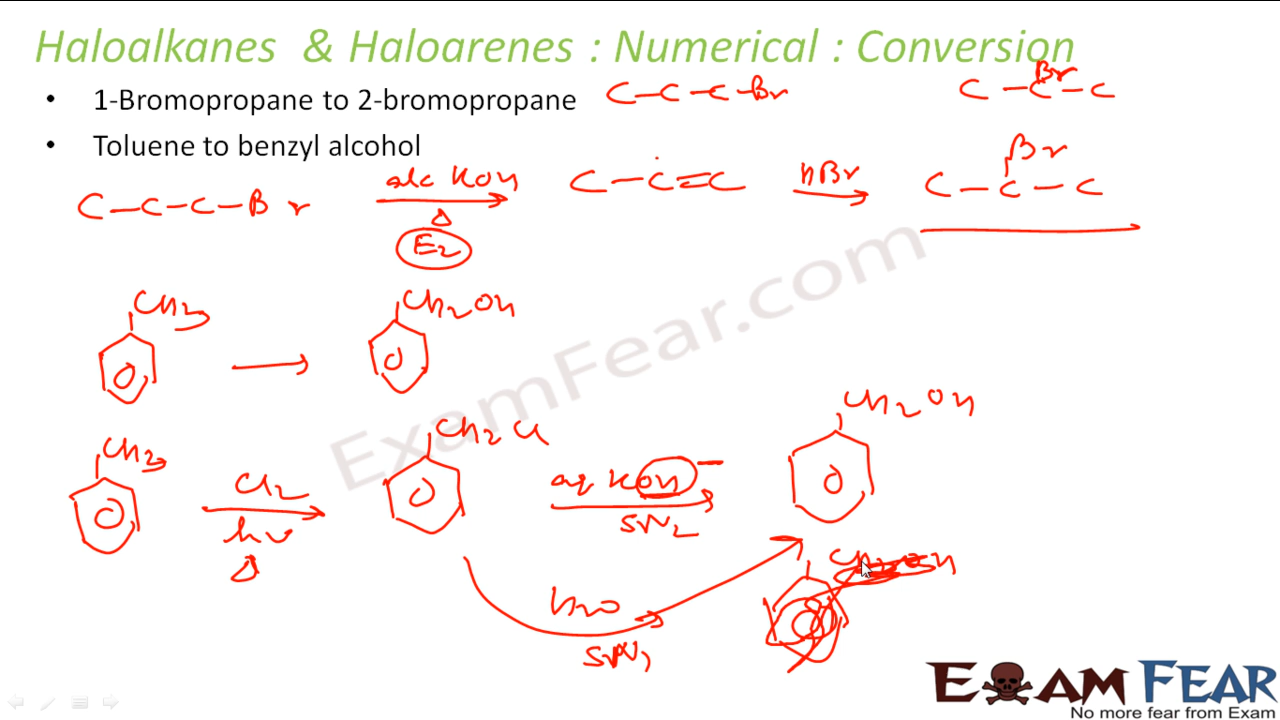 Haloalkanes & Haloarenes : Numerical : Conversion
• 1-Bromopropane to 2-bromopropane
C - C - C - Br
Br
C - C - C
• Toluene to benzyl alcohol
C - C - C - Br
alc KOH
Δ
E2
C - C = C
HBr
Br
C - C - C
CH3
CH2OH
CH3
Cl2
hν
Δ
CH2Cl
aq KOH -
SN2
CH2OH
H2O
SN1
ExamFear.com
EXAM FEAR
No more fear from Exam